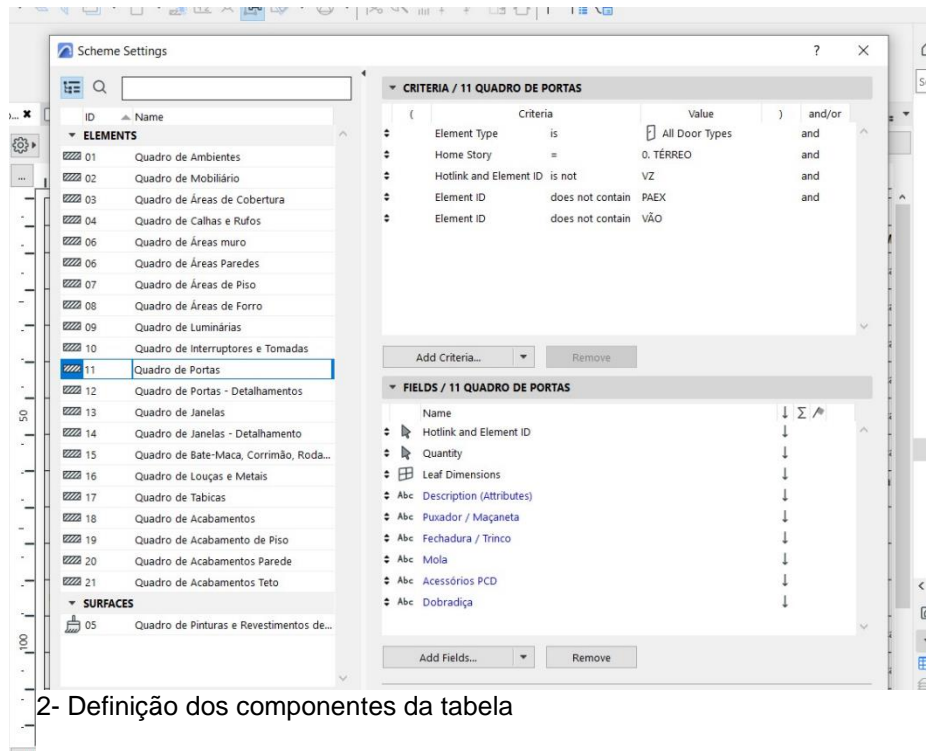 Scheme Settings
?
ID Name
ELEMENTS
01 Quadro de Ambientes
02 Quadro de Mobiliário
03 Quadro de Áreas de Cobertura
04 Quadro de Calhas e Rufos
06 Quadro de Áreas muro
06 Quadro de Áreas Paredes
07 Quadro de Áreas de Piso
08 Quadro de Áreas de Forro
09 Quadro de Luminárias
10 Quadro de Interruptores e Tomadas
11 Quadro de Portas
12 Quadro de Portas - Detalhamentos
13 Quadro de Janelas
14 Quadro de Janelas - Detalhamento
15 Quadro de Bate-Maca, Corrimão, Roda...
16 Quadro de Louças e Metais
17 Quadro de Tabicas
18 Quadro de Acabamentos
19 Quadro de Acabamento de Piso
20 Quadro de Acabamentos Parede
21 Quadro de Acabamentos Teto
SURFACES
05 Quadro de Pinturas e Revestimentos de...
CRITERIA / 11 QUADRO DE PORTAS
( Criteria Value ) and/or
Element Type is All Door Types and
Home Story = 0. TÉRREO and
Hotlink and Element ID is not VZ and
Element ID does not contain PAEX and
Element ID does not contain VÃO
Add Criteria... Remove
FIELDS / 11 QUADRO DE PORTAS
Name ↓ Σ
Hotlink and Element ID ↓
Quantity ↓
Leaf Dimensions ↓
Abc Description (Attributes) ↓
Abc Puxador / Maçaneta ↓
Abc Fechadura / Trinco ↓
Abc Mola ↓
Abc Acessórios PCD ↓
Abc Dobradiça ↓
Add Fields... Remove
50
100
2- Definição dos componentes da tabela